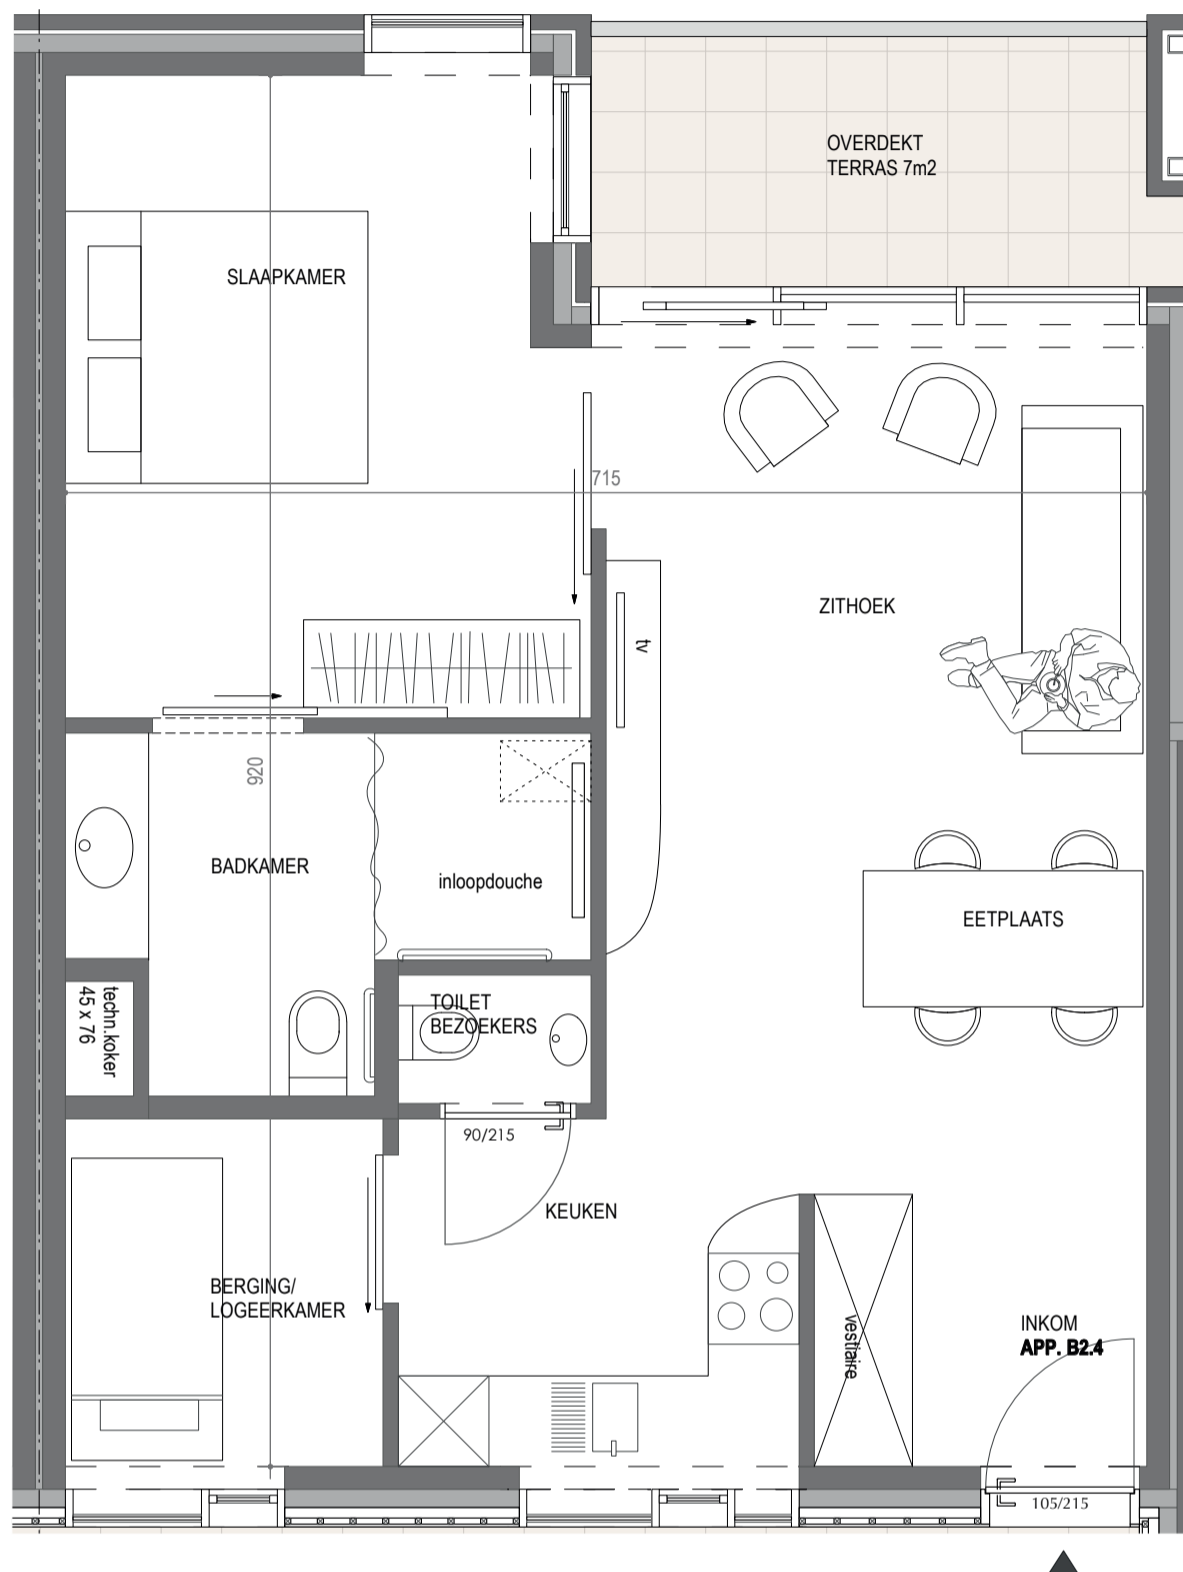 OVERDEKT
TERRAS 7m2
SLAAPKAMER
715
ZITHOEK
tv
920
BADKAMER
inloopdouche
EETPLAATS
techn.koker
45 x 76
TOILET
BEZOEKERS
90/215
KEUKEN
BERGING/
LOGEERKAMER
vestiaire
INKOM
APP. B2.4
105/215